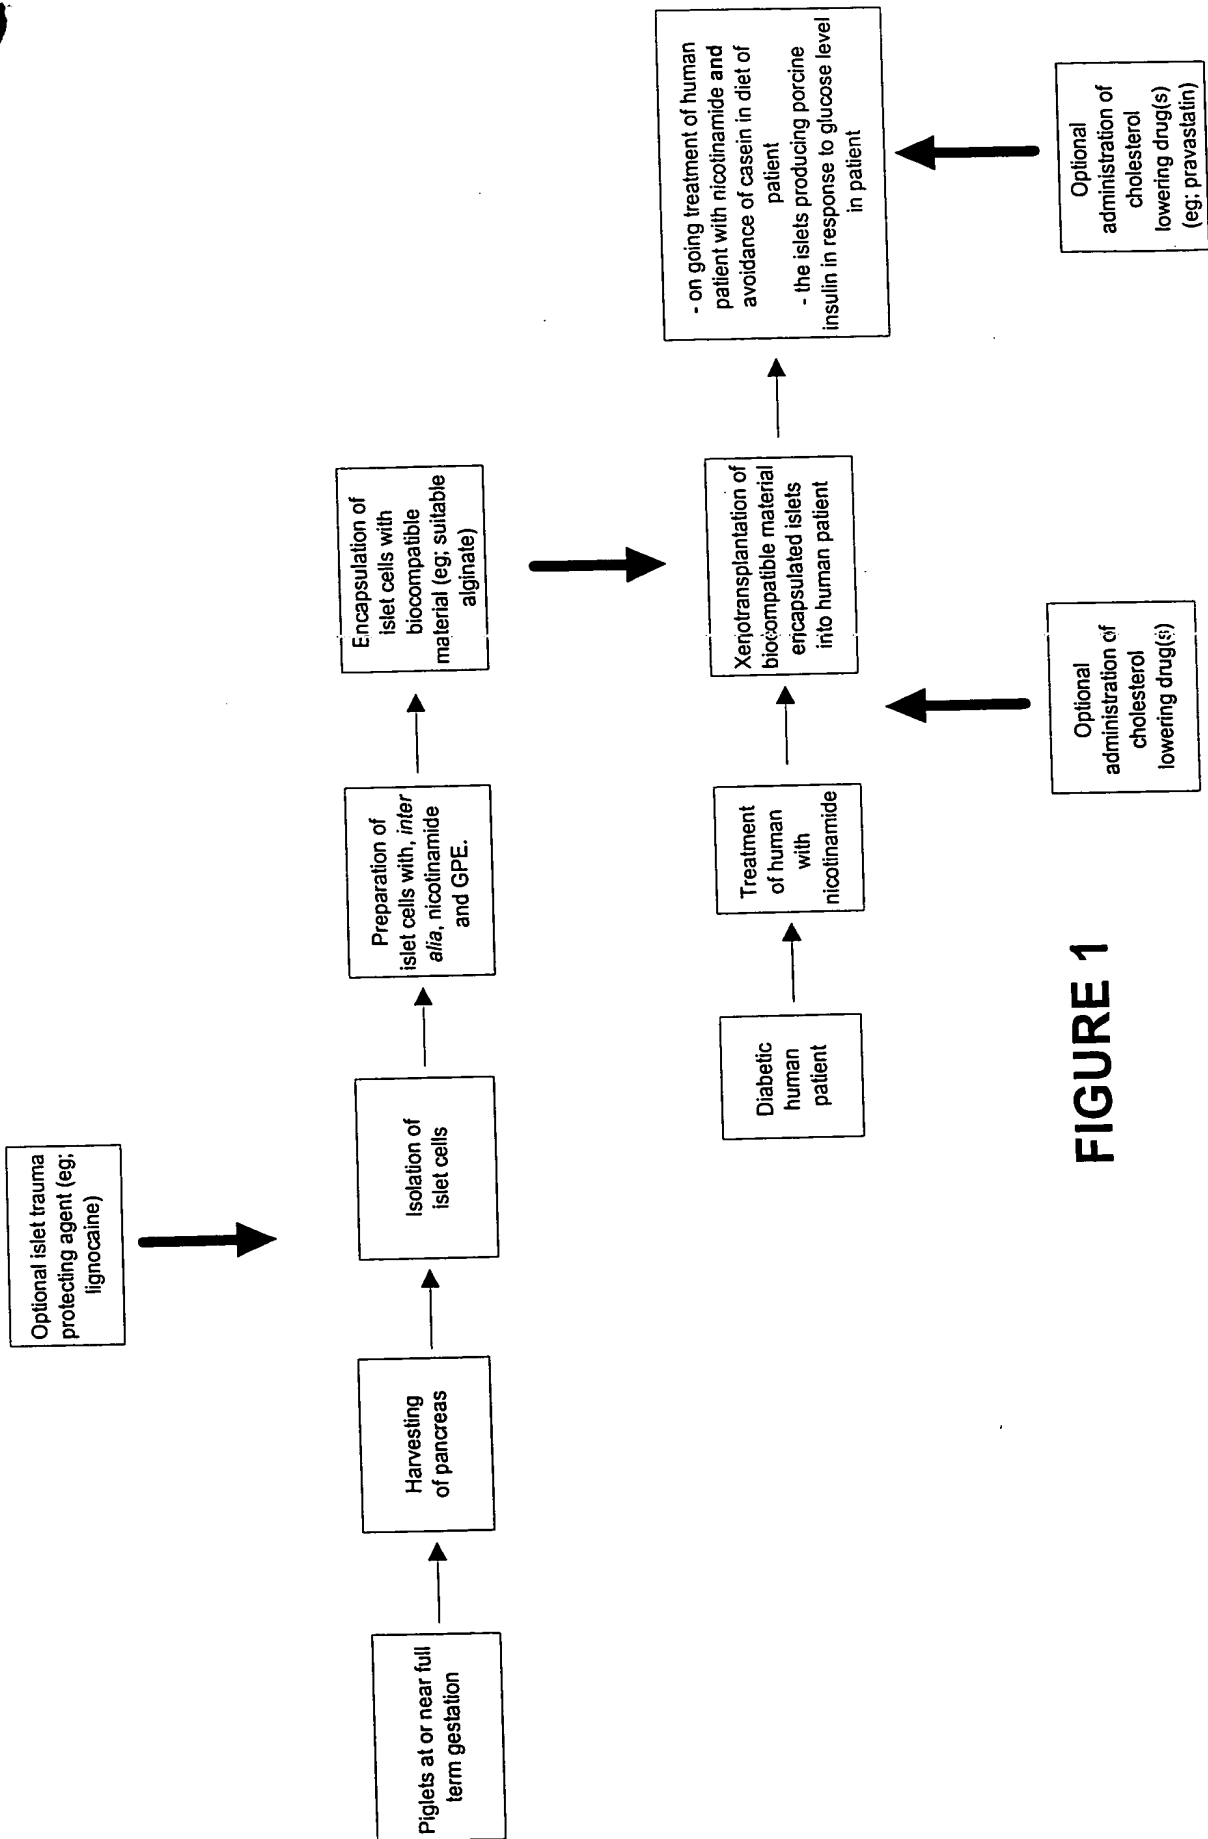 Optional islet trauma
protecting agent (eg;
lignocaine)
Piglets at or near full
term gestation
Harvesting
of pancreas
Isolation of
islet cells
Preparation of
islet cells with, inter
alia, nicotinamide
and GPE.
Encapsulation of
islet cells with
biocompatible
material (eg; suitable
alginate)
Diabetic
human
patient
Treatment
of human
with
nicotinamide
Xenotransplantation of
biocompatible material
encapsulated islets
into human patient
- on going treatment of human
patient with nicotinamide and
avoidance of casein in diet of
patient
- the islets producing porcine
insulin in response to glucose level
in patient
Optional
administration of
cholesterol
lowering drug(s)
Optional
administration of
cholesterol
lowering drug(s)
(eg; pravastatin)
FIGURE 1